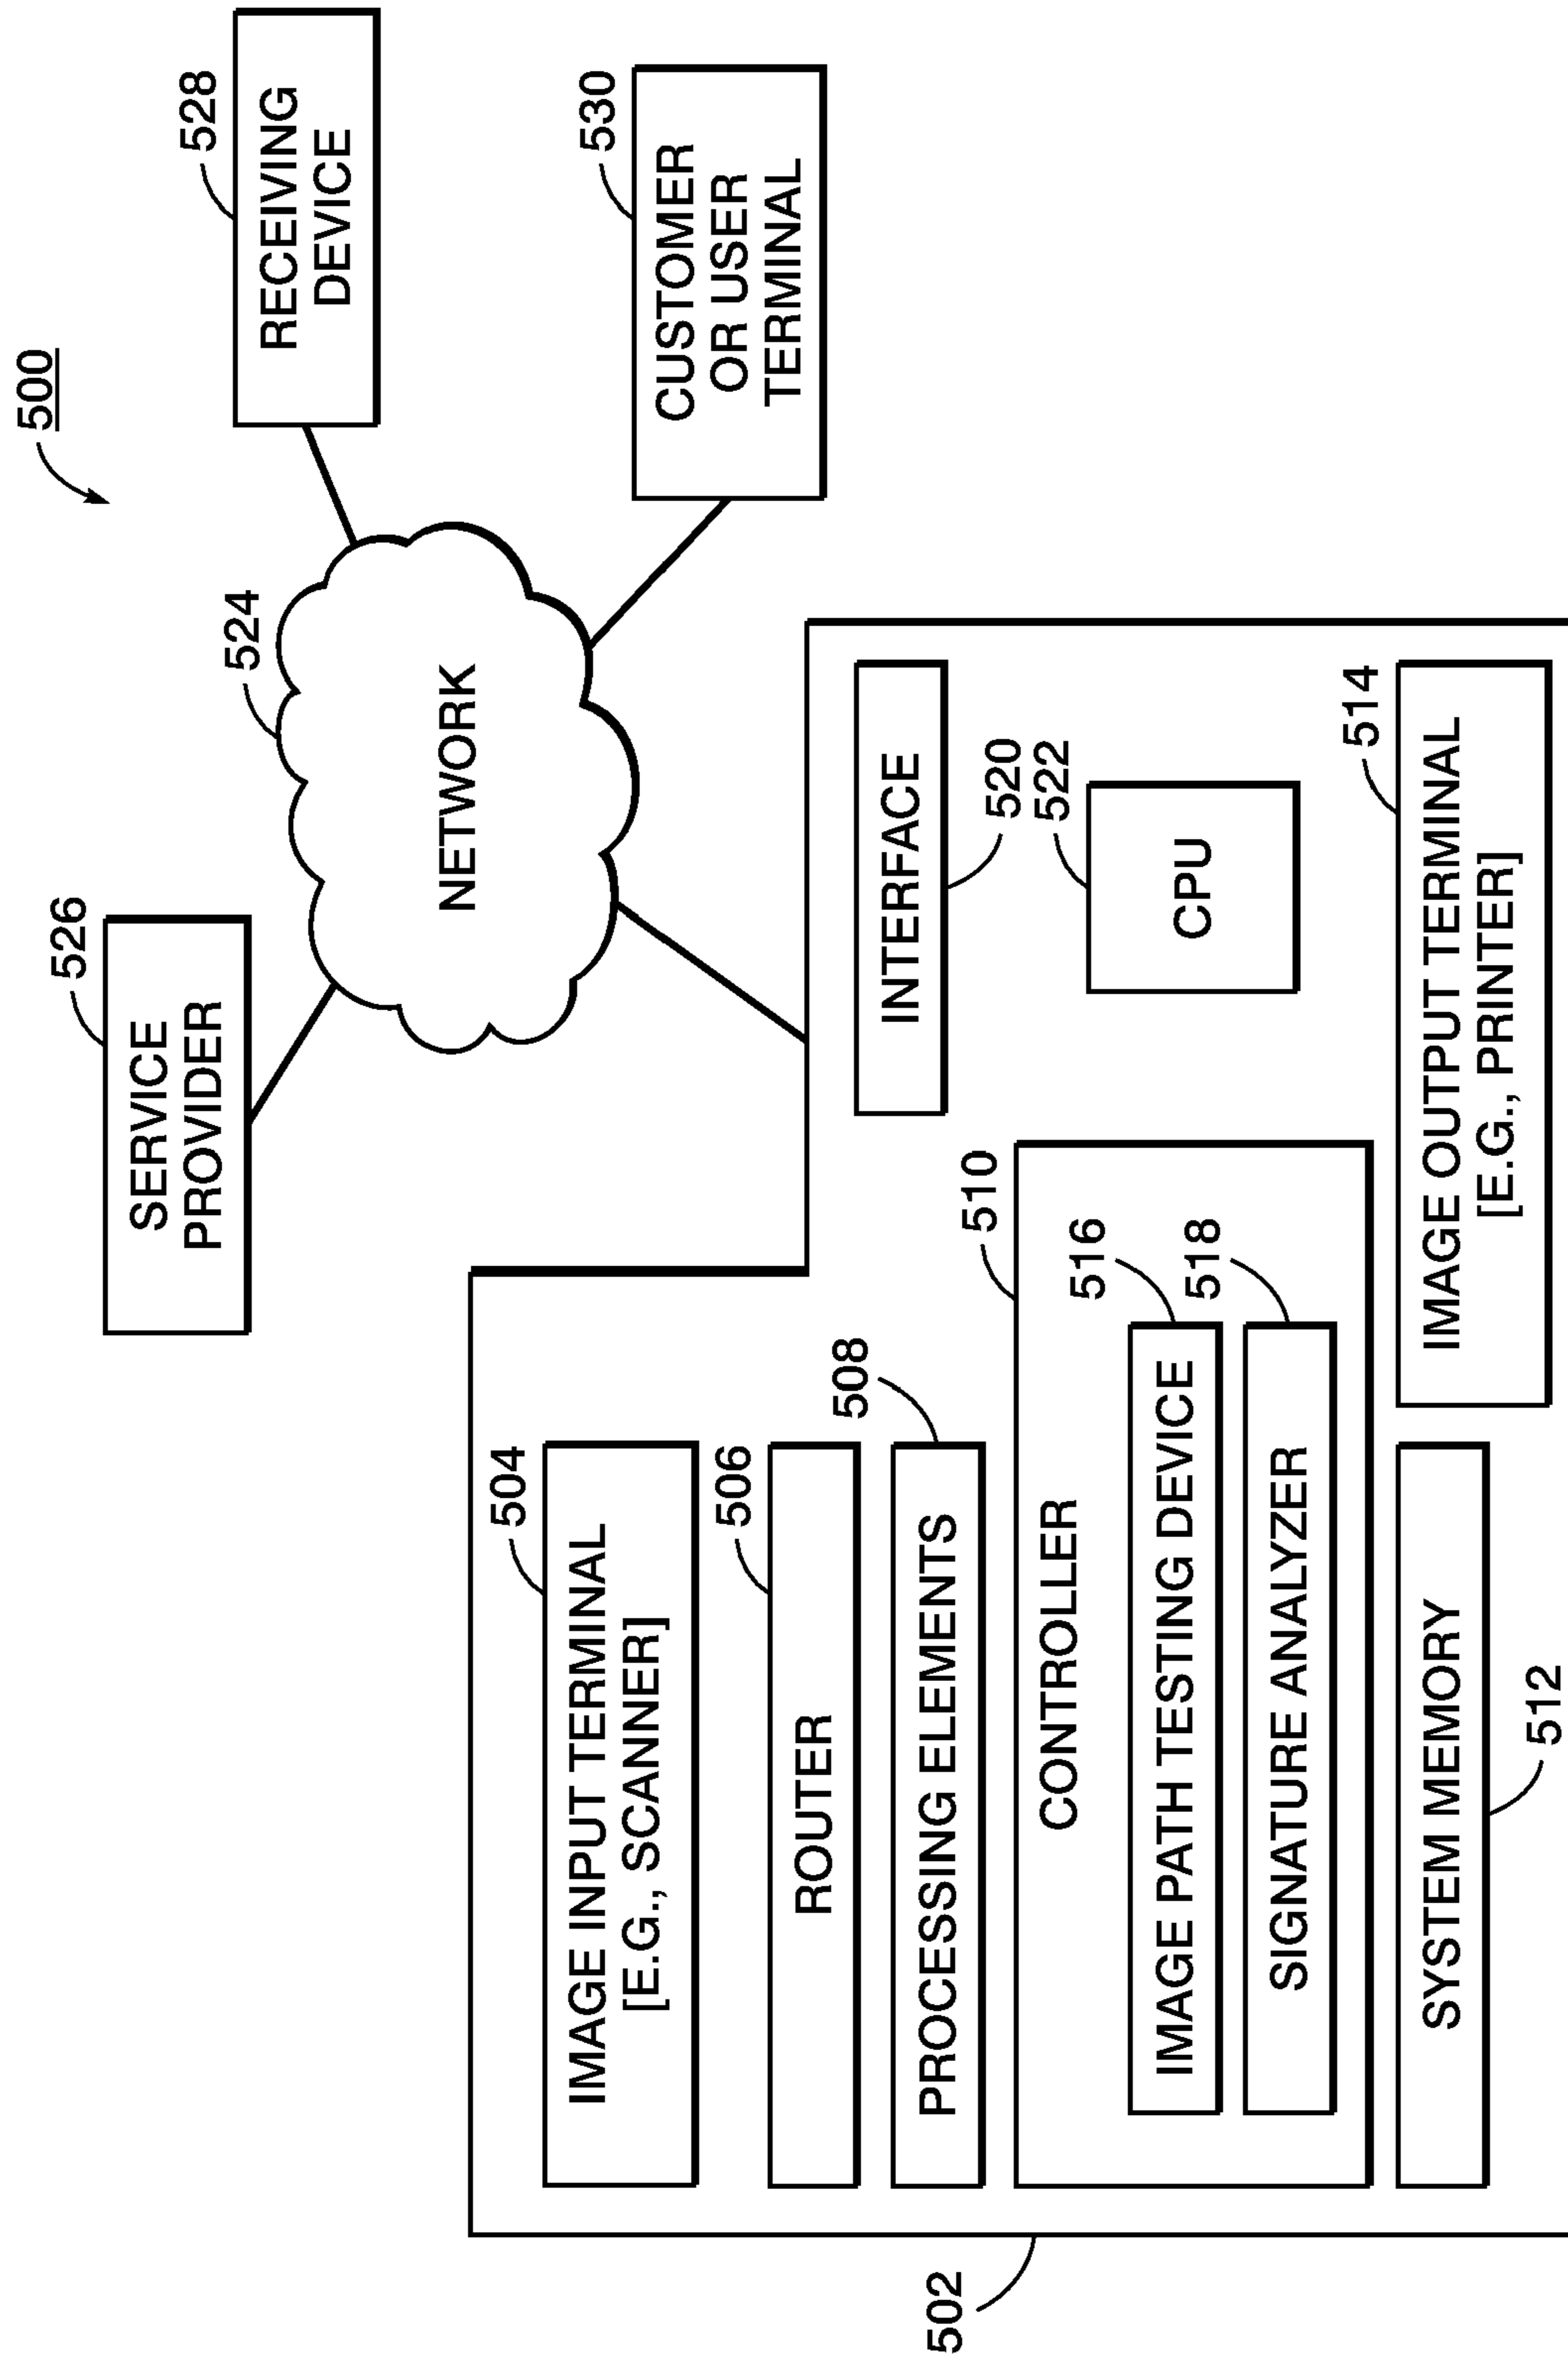 500
526
SERVICE
PROVIDER
524
NETWORK
528
RECEIVING
DEVICE
530
CUSTOMER
OR USER
TERMINAL
502
504
IMAGE INPUT TERMINAL
[E.G., SCANNER]
506
ROUTER
508
PROCESSING ELEMENTS
510
CONTROLLER
516
IMAGE PATH TESTING DEVICE
518
SIGNATURE ANALYZER
SYSTEM MEMORY
512
INTERFACE
520
522
CPU
514
IMAGE OUTPUT TERMINAL
[E.G., PRINTER]